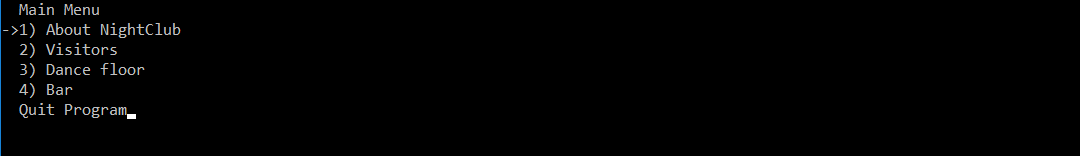 Main Menu
->1) About NightClub
2) Visitors
3) Dance floor
4) Bar
Quit Program